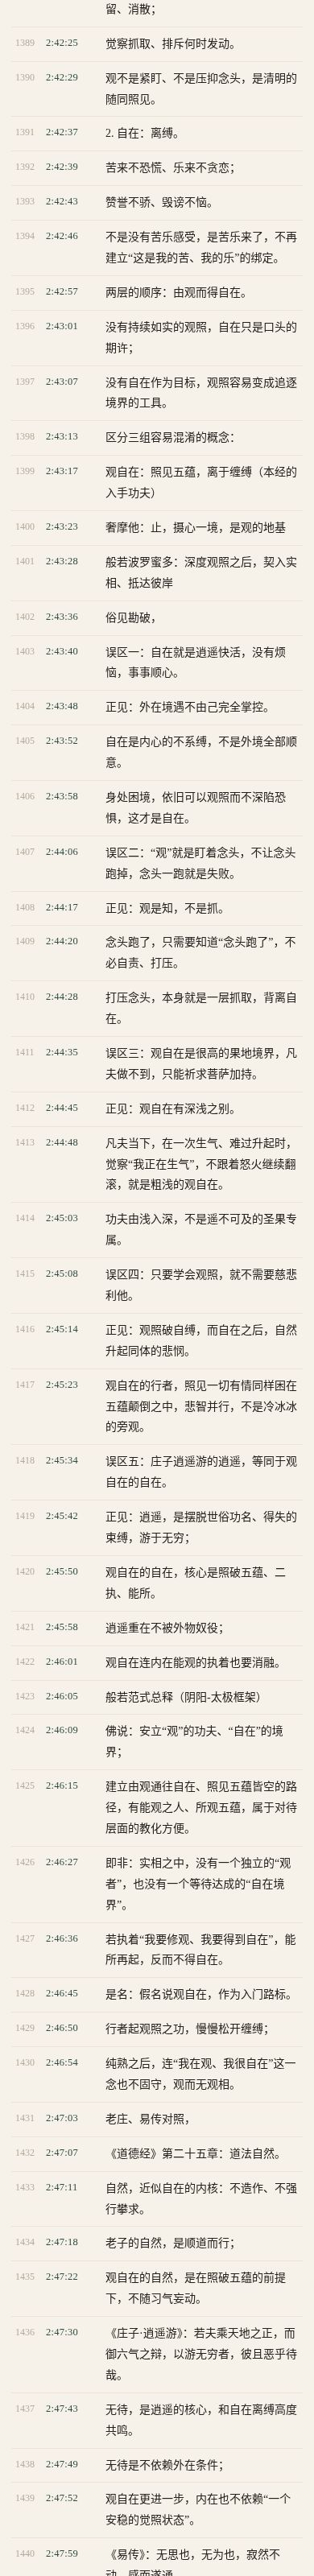 留、消散；
1389 2:42:25 觉察抓取、排斥何时发动。
1390 2:42:29 观不是紧盯、不是压抑念头，是清明的
随同照见。
1391 2:42:37 2. 自在：离缚。
1392 2:42:39 苦来不恐慌、乐来不贪恋；
1393 2:42:43 赞誉不骄、毁谤不恼。
1394 2:42:46 不是没有苦乐感受，是苦乐来了，不再
建立“这是我的苦、我的乐”的绑定。
1395 2:42:57 两层的顺序：由观而得自在。
1396 2:43:01 没有持续如实的观照，自在只是口头的
期许；
1397 2:43:07 没有自在作为目标，观照容易变成追逐
境界的工具。
1398 2:43:13 区分三组容易混淆的概念：
1399 2:43:17 观自在：照见五蕴，离于缠缚（本经的
入手功夫）
1400 2:43:23 奢摩他：止，摄心一境，是观的地基
1401 2:43:28 般若波罗蜜多：深度观照之后，契入实
相、抵达彼岸
1402 2:43:36 俗见勘破，
1403 2:43:40 误区一：自在就是逍遥快活，没有烦
恼，事事顺心。
1404 2:43:48 正见：外在境遇不由己完全掌控。
1405 2:43:52 自在是内心的不系缚，不是外境全部顺
意。
1406 2:43:58 身处困境，依旧可以观照而不深陷恐
惧，这才是自在。
1407 2:44:06 误区二：“观”就是盯着念头，不让念头
跑掉，念头一跑就是失败。
1408 2:44:17 正见：观是知，不是抓。
1409 2:44:20 念头跑了，只需要知道“念头跑了”，不
必自责、打压。
1410 2:44:28 打压念头，本身就是一层抓取，背离自
在。
1411 2:44:35 误区三：观自在是很高的果地境界，凡
夫做不到，只能祈求菩萨加持。
1412 2:44:45 正见：观自在有深浅之别。
1413 2:44:48 凡夫当下，在一次生气、难过升起时，
觉察“我正在生气”，不跟着怒火继续翻
滚，就是粗浅的观自在。
1414 2:45:03 功夫由浅入深，不是遥不可及的圣果专
属。
1415 2:45:08 误区四：只要学会观照，就不需要慈悲
利他。
1416 2:45:14 正见：观照破自缚，而自在之后，自然
升起同体的悲悯。
1417 2:45:23 观自在的行者，照见一切有情同样困在
五蕴颠倒之中，悲智并行，不是冷冰冰
的旁观。
1418 2:45:34 误区五：庄子逍遥游的逍遥，等同于观
自在的自在。
1419 2:45:42 正见：逍遥，是摆脱世俗功名、得失的
束缚，游于无穷；
1420 2:45:50 观自在的自在，核心是照破五蕴、二
执、能所。
1421 2:45:58 逍遥重在不被外物奴役；
1422 2:46:01 观自在连内在能观的执着也要消融。
1423 2:46:05 般若范式总释（阴阳-太极框架）
1424 2:46:09 佛说：安立“观”的功夫、“自在”的境
界；
1425 2:46:15 建立由观通往自在、照见五蕴皆空的路
径，有能观之人、所观五蕴，属于对待
层面的教化方便。
1426 2:46:27 即非：实相之中，没有一个独立的“观
者”，也没有一个等待达成的“自在境
界”。
1427 2:46:36 若执着“我要修观、我要得到自在”，能
所再起，反而不得自在。
1428 2:46:45 是名：假名说观自在，作为入门路标。
1429 2:46:50 行者起观照之功，慢慢松开缠缚；
1430 2:46:54 纯熟之后，连“我在观、我很自在”这一
念也不固守，观而无观相。
1431 2:47:03 老庄、易传对照，
1432 2:47:07 《道德经》第二十五章：道法自然。
1433 2:47:11 自然，近似自在的内核：不造作、不强
行攀求。
1434 2:47:18 老子的自然，是顺道而行；
1435 2:47:22 观自在的自然，是在照破五蕴的前提
下，不随习气妄动。
1436 2:47:30 《庄子·逍遥游》：若夫乘天地之正，而
御六气之辩，以游无穷者，彼且恶乎待
哉。
1437 2:47:43 无待，是逍遥的核心，和自在离缚高度
共鸣。
1438 2:47:49 无待是不依赖外在条件；
1439 2:47:52 观自在更进一步，内在也不依赖“一个
安稳的觉照状态”。
1440 2:47:59 《易传》：无思也，无为也，寂然不
动，感而遂通